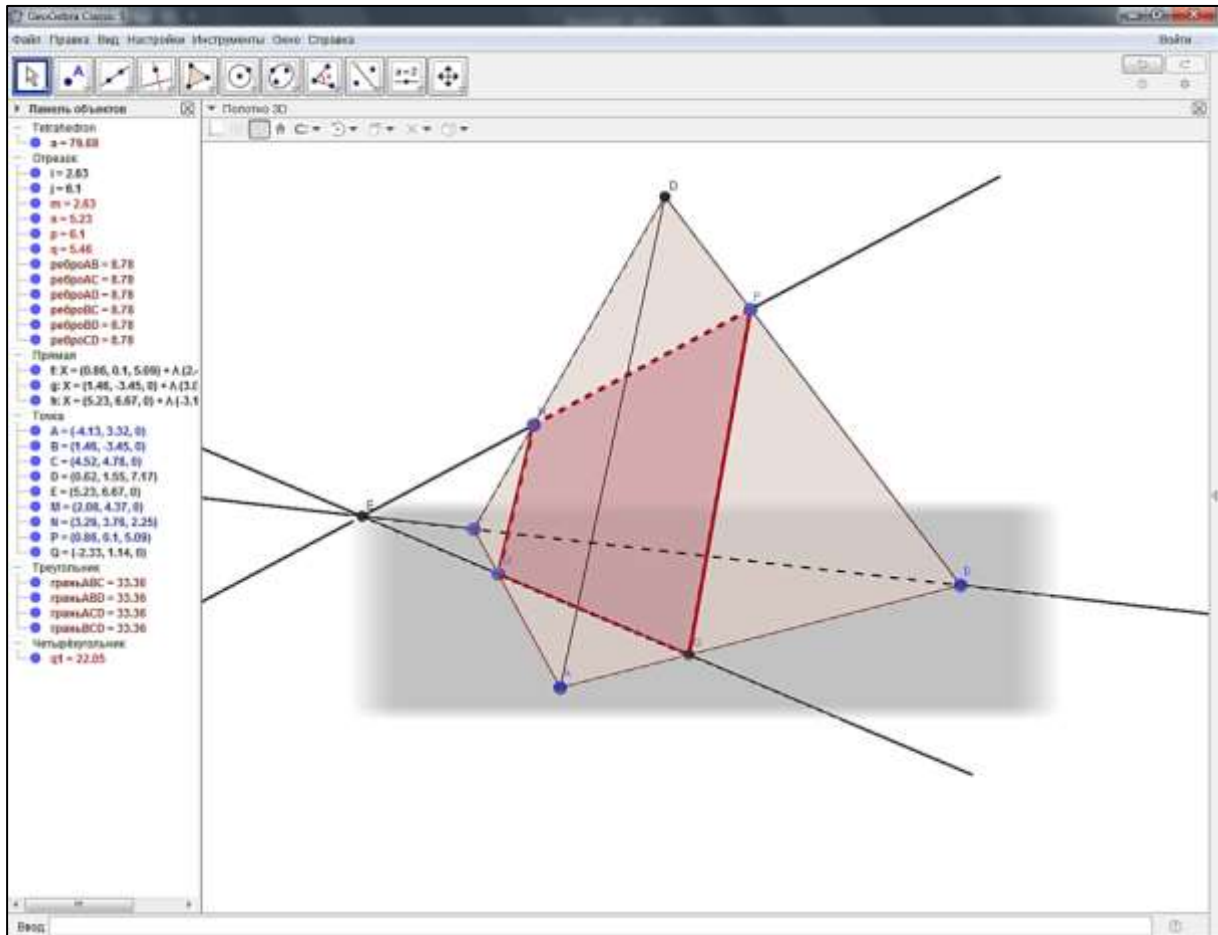 GeoGebra Classic 5
Файл Правка Вид Настройки Инструменты Окно Справка
Войти
a=2
Панель объектов
Полотно 3D
Tetrahedron
a = 79.68
Отрезок
i = 2.63
j = 6.1
m = 2.63
n = 5.23
p = 6.1
q = 5.46
реброAB = 8.78
реброAC = 8.78
реброAD = 8.78
реброBC = 8.78
реброBD = 8.78
реброCD = 8.78
Прямая
f: X = (0.86, 0.1, 5.09) + λ (2.
g: X = (1.46, -3.45, 0) + λ (3.0
h: X = (5.23, 6.67, 0) + λ (-3.1
Точка
A = (-4.13, 3.32, 0)
B = (1.46, -3.45, 0)
C = (4.52, 4.78, 0)
D = (0.62, 1.55, 7.17)
E = (5.23, 6.67, 0)
M = (2.08, 4.37, 0)
N = (3.29, 3.76, 2.25)
P = (0.86, 0.1, 5.09)
Q = (-2.33, 1.14, 0)
Треугольник
граньABC = 33.36
граньABD = 33.36
граньACD = 33.36
граньBCD = 33.36
Четырёхугольник
q1 = 22.05
D
P
N
E
M
B
Q
A
Ввод: